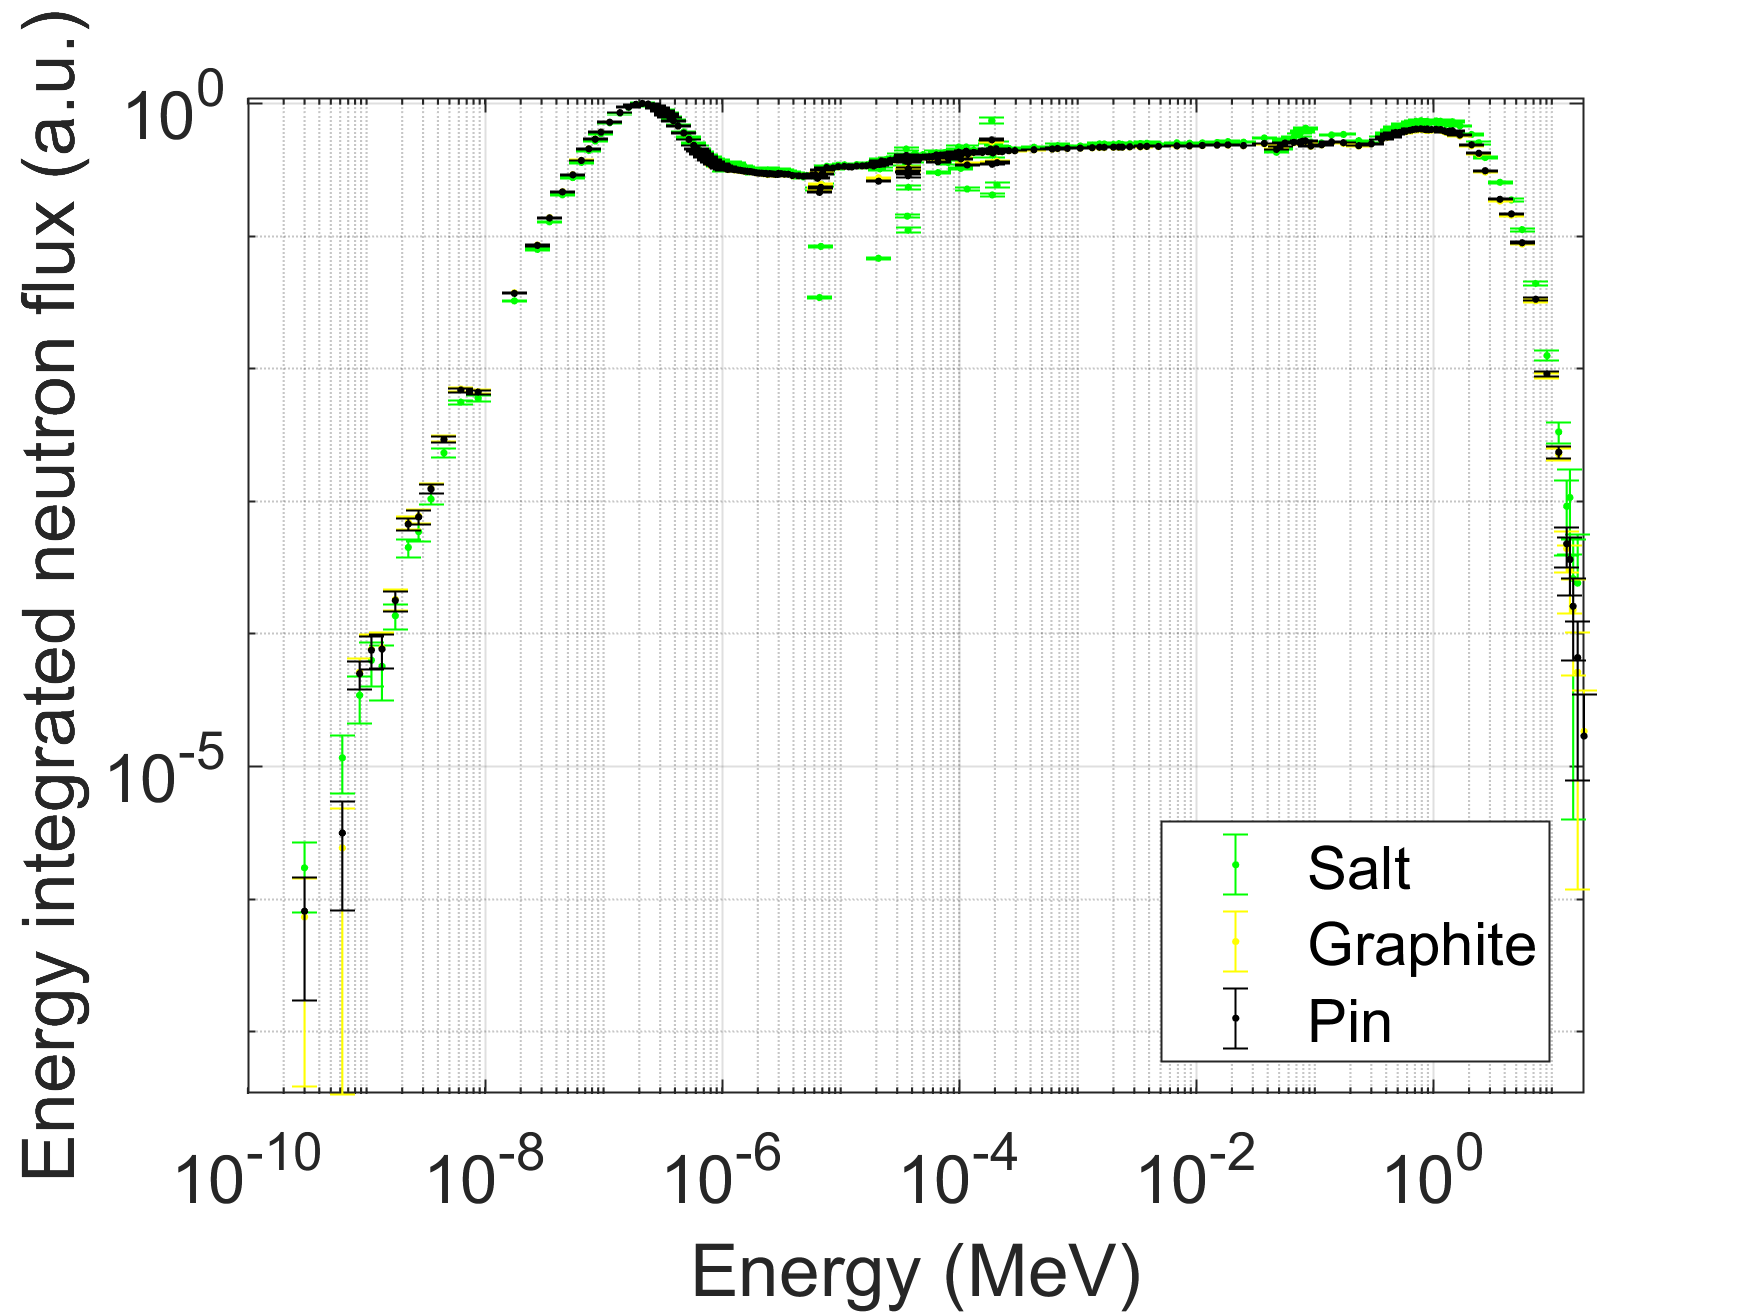 Energy integrated neutron flux (a.u.)
10^0
10^-5
Salt
Graphite
Pin
10^-10 10^-8 10^-6 10^-4 10^-2 10^0
Energy (MeV)